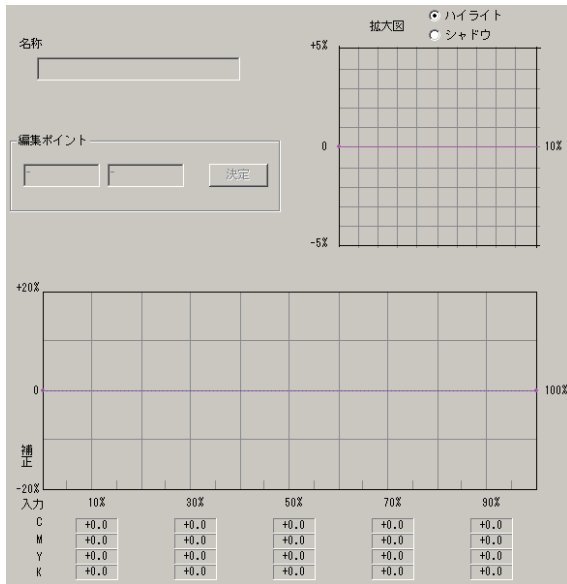 拡大図 ハイライト
シャドウ
名称
+5%
0 10%
-5%
編集ポイント
- - 決定
+20%
0 100%
補正
-20%
入力 10% 30% 50% 70% 90%
C +0.0 +0.0 +0.0 +0.0 +0.0
M +0.0 +0.0 +0.0 +0.0 +0.0
Y +0.0 +0.0 +0.0 +0.0 +0.0
K +0.0 +0.0 +0.0 +0.0 +0.0